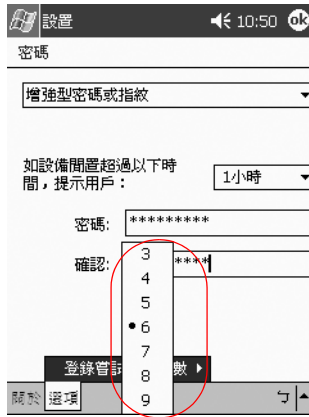 設置 10:50 ok
密碼
增強型密碼或指紋
如設備閒置超過以下時
間，提示用戶： 1小時
密碼: *********
確認: ****
3
4
5
6
7
8
9
登錄嘗試 數
關於 選項 ㄅ